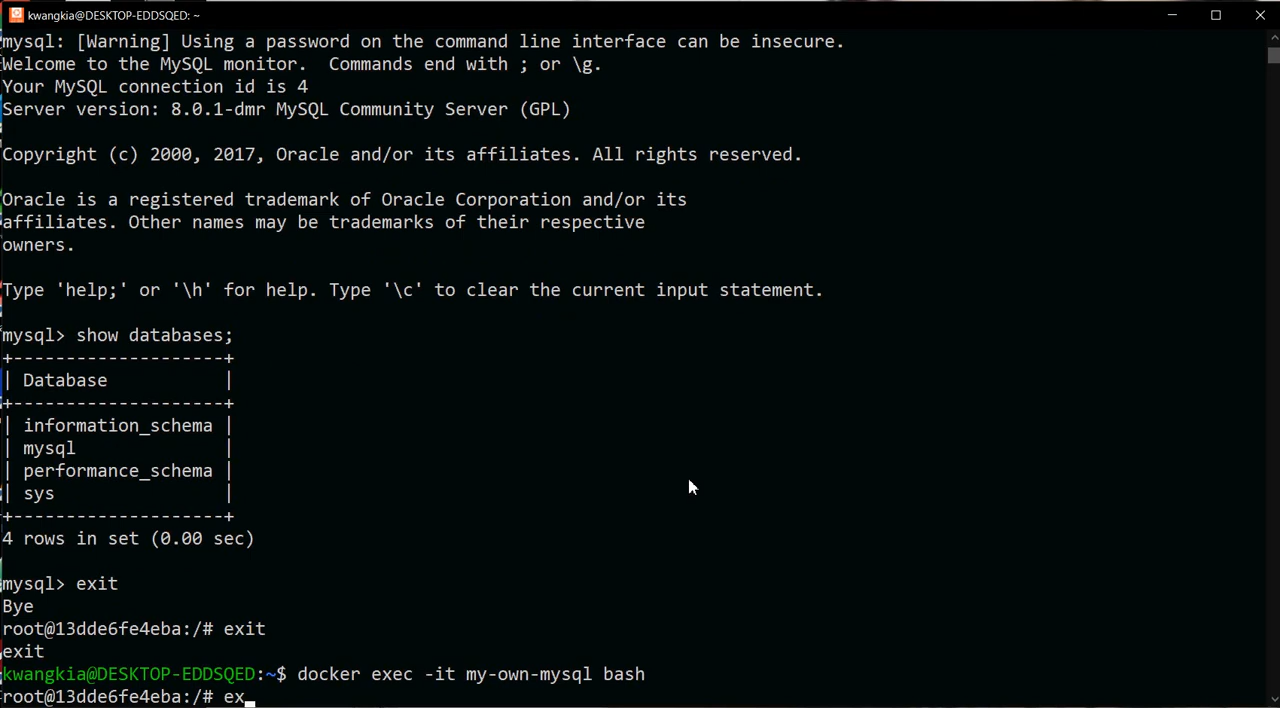 kwangkia@DESKTOP-EDDSQED: ~
mysql: [Warning] Using a password on the command line interface can be insecure.
Welcome to the MySQL monitor.  Commands end with ; or \g.
Your MySQL connection id is 4
Server version: 8.0.1-dmr MySQL Community Server (GPL)
Copyright (c) 2000, 2017, Oracle and/or its affiliates. All rights reserved.
Oracle is a registered trademark of Oracle Corporation and/or its
affiliates. Other names may be trademarks of their respective
owners.
Type 'help;' or '\h' for help. Type '\c' to clear the current input statement.
mysql> show databases;
+--------------------+
| Database           |
+--------------------+
| information_schema |
| mysql              |
| performance_schema |
| sys                |
+--------------------+
4 rows in set (0.00 sec)
mysql> exit
Bye
root@13dde6fe4eba:/# exit
exit
kwangkia@DESKTOP-EDDSQED:~$ docker exec -it my-own-mysql bash
root@13dde6fe4eba:/# ex